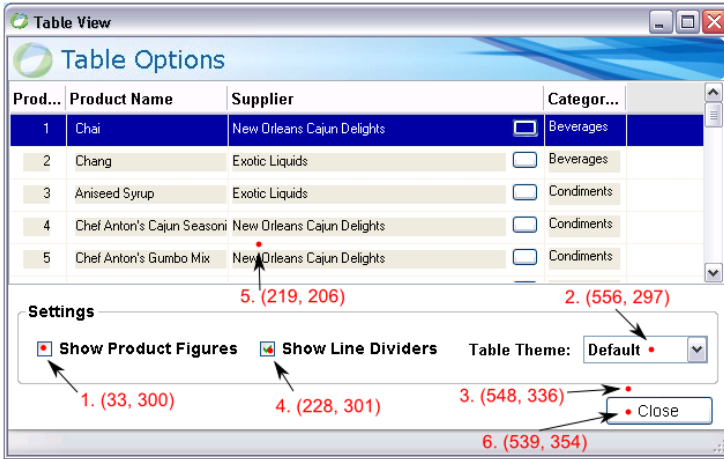 Table View
Table Options
Prod... Product Name Supplier Categor...
1 Chai New Orleans Cajun Delights Beverages
2 Chang Exotic Liquids Beverages
3 Aniseed Syrup Exotic Liquids Condiments
4 Chef Anton's Cajun Seasoni New Orleans Cajun Delights Condiments
5 Chef Anton's Gumbo Mix New Orleans Cajun Delights Condiments
5. (219, 206)
2. (556, 297)
Settings
Show Product Figures Show Line Dividers Table Theme: Default
1. (33, 300)
4. (228, 301)
3. (548, 336)
Close
6. (539, 354)